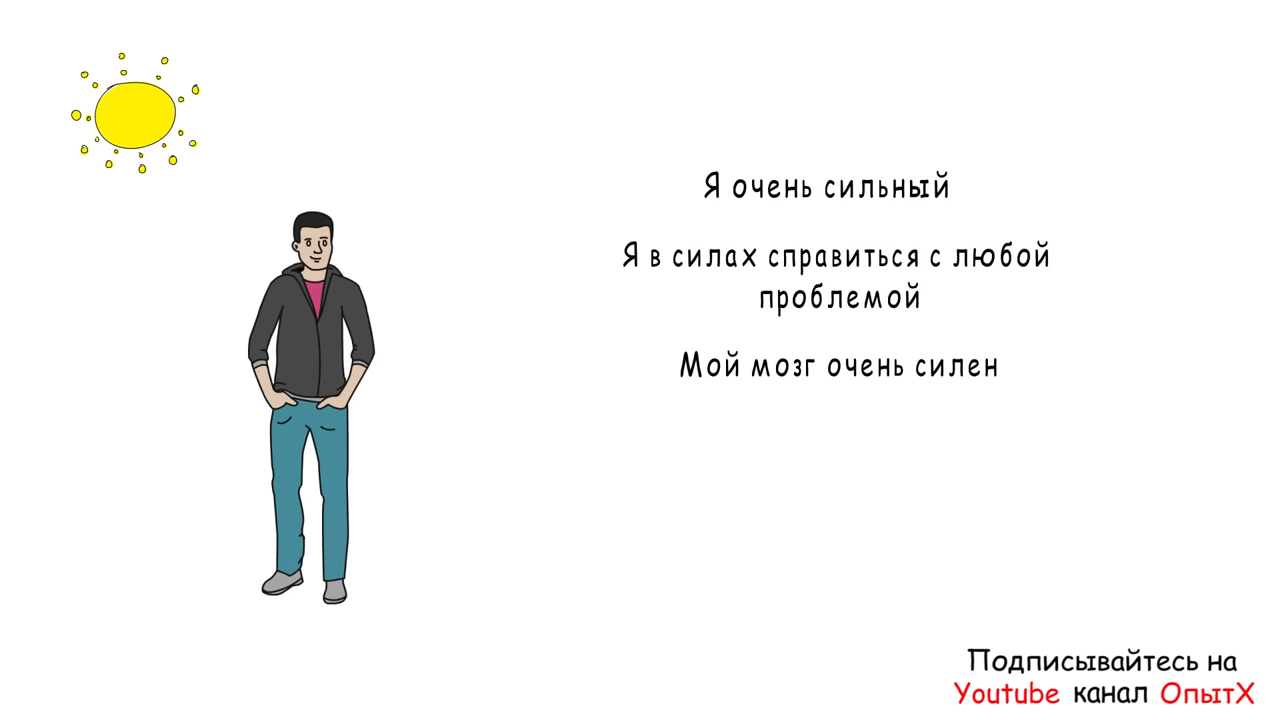 Я очень сильный
Я в силах справиться с любой
проблемой
Мой мозг очень силен
Подписывайтесь на
Youtube канал ОпытХ